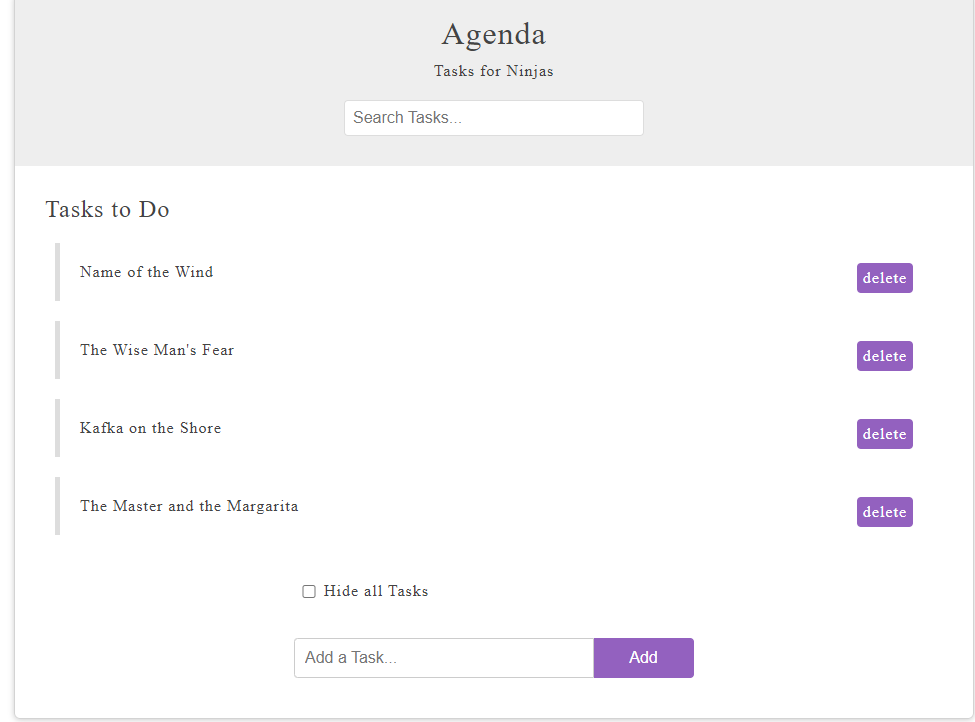 Agenda
Tasks for Ninjas
Search Tasks...
Tasks to Do
Name of the Wind
delete
The Wise Man's Fear
delete
Kafka on the Shore
delete
The Master and the Margarita
delete
Hide all Tasks
Add a Task...
Add